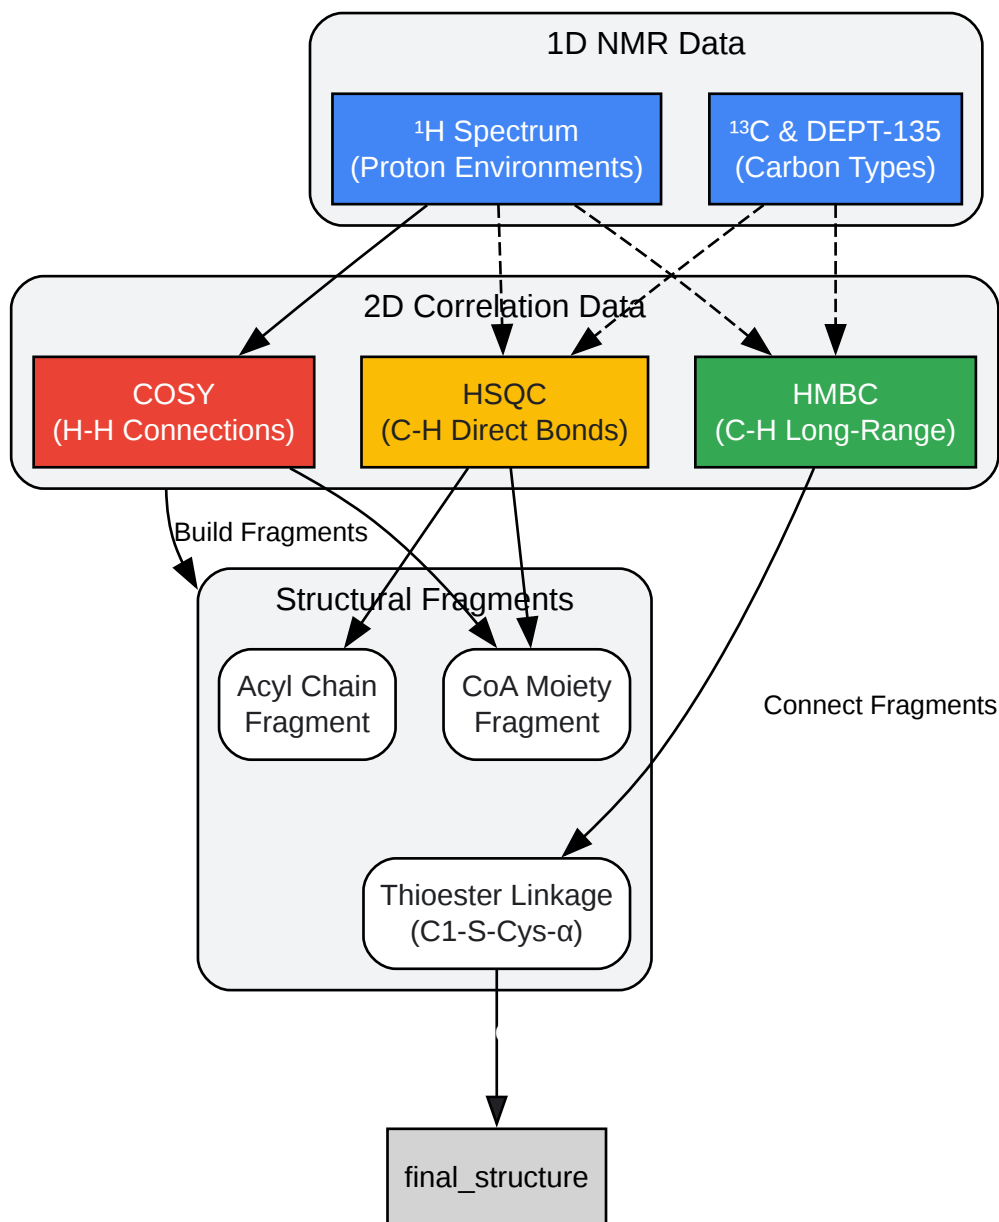 1D NMR Data
¹H Spectrum
(Proton Environments)
¹³C & DEPT-135
(Carbon Types)
2D Correlation Data
COSY
(H-H Connections)
HSQC
(C-H Direct Bonds)
HMBC
(C-H Long-Range)
Build Fragments
Structural Fragments
Acyl Chain
Fragment
CoA Moiety
Fragment
Connect Fragments
Thioester Linkage
(C1-S-Cys-α)
final_structure